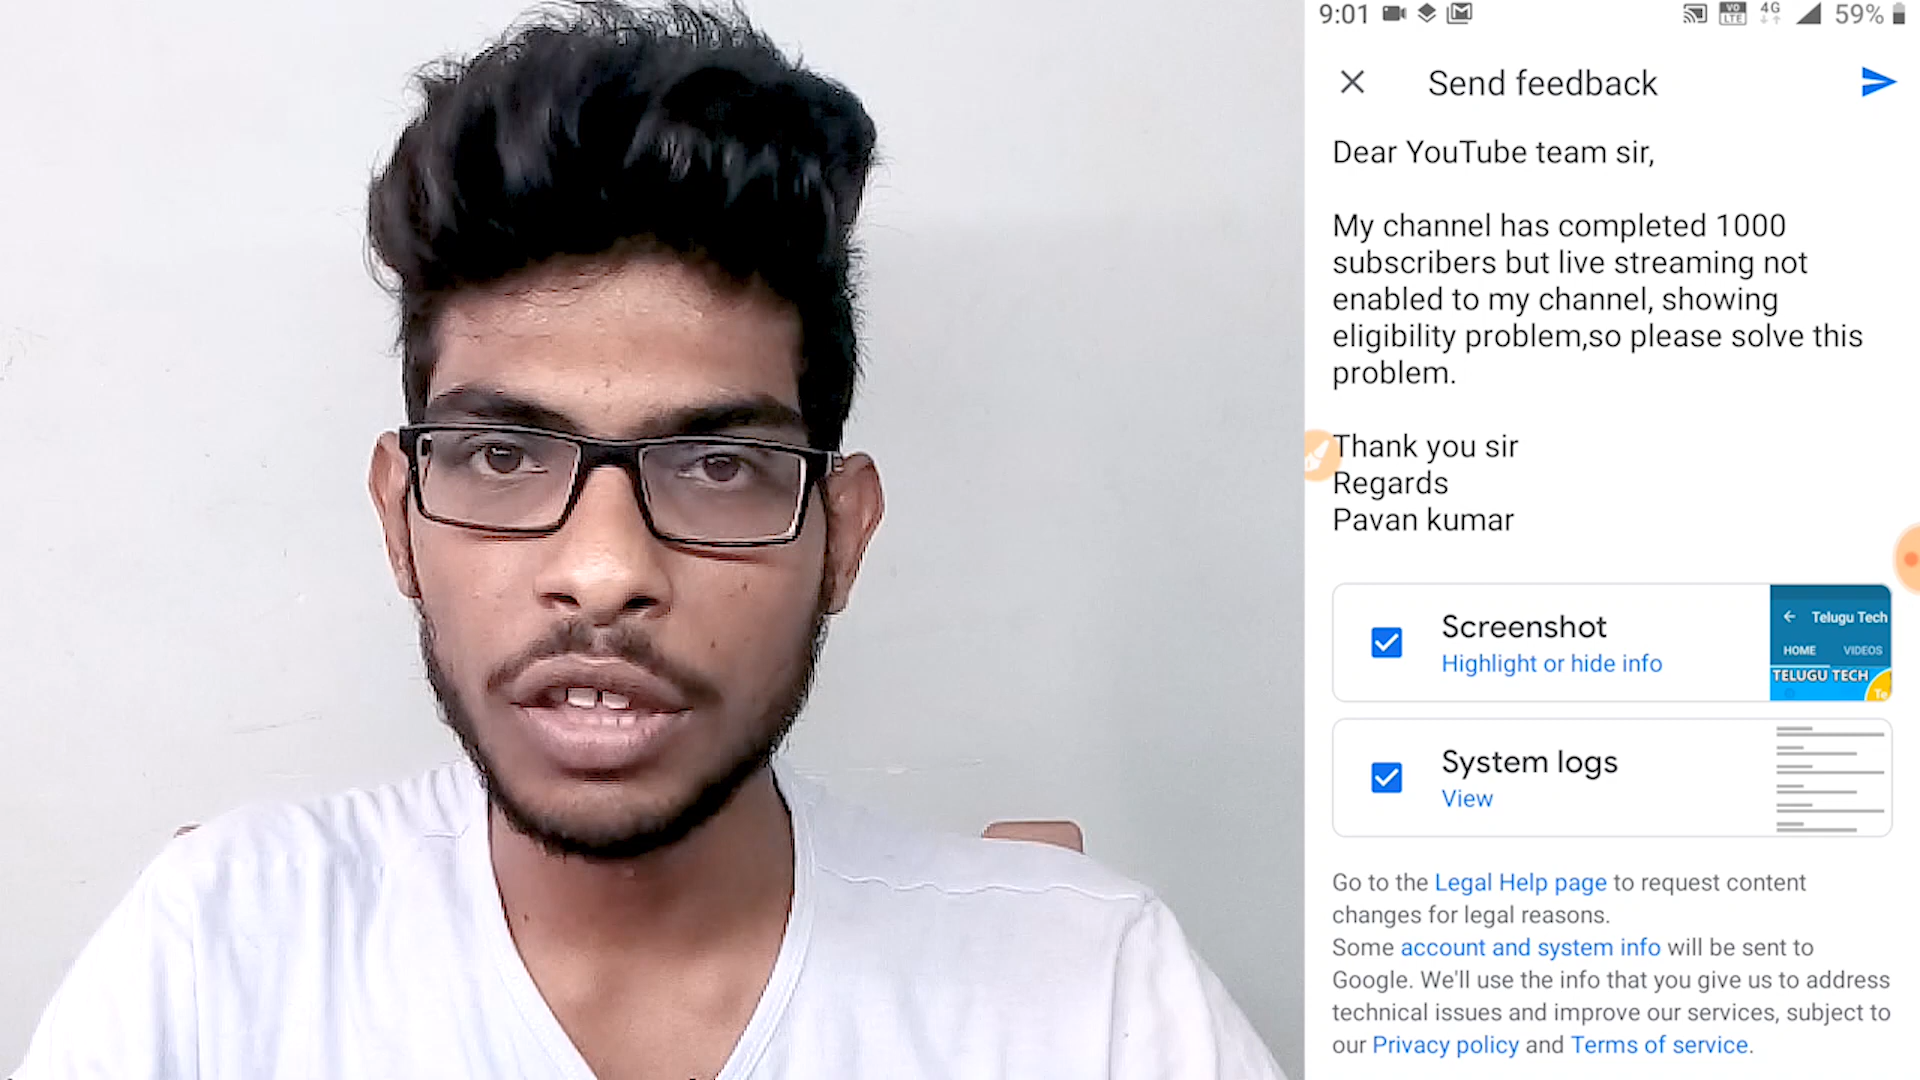 9:01
VO LTE 4G 59%
Send feedback
Dear YouTube team sir,
My channel has completed 1000
subscribers but live streaming not
enabled to my channel, showing
eligibility problem,so please solve this
problem.
Thank you sir
Regards
Pavan kumar
Screenshot
Highlight or hide info
Telugu Tech
HOME VIDEOS
TELUGU TECH
Te
System logs
View
Go to the Legal Help page to request content
changes for legal reasons.
Some account and system info will be sent to
Google. We'll use the info that you give us to address
technical issues and improve our services, subject to
our Privacy policy and Terms of service.